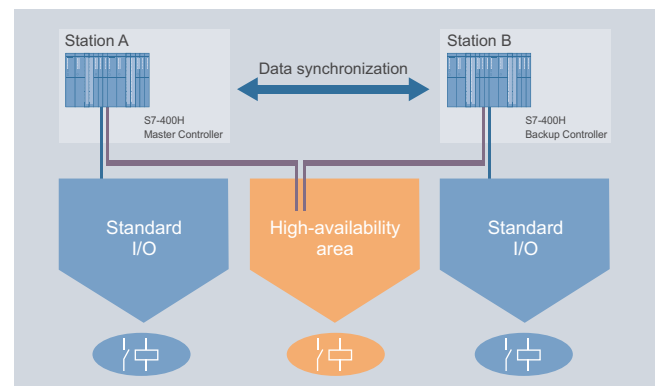 Station A
Station B
Data synchronization
S7-400H
Master Controller
S7-400H
Backup Controller
Standard
I/O
High-availability
area
Standard
I/O